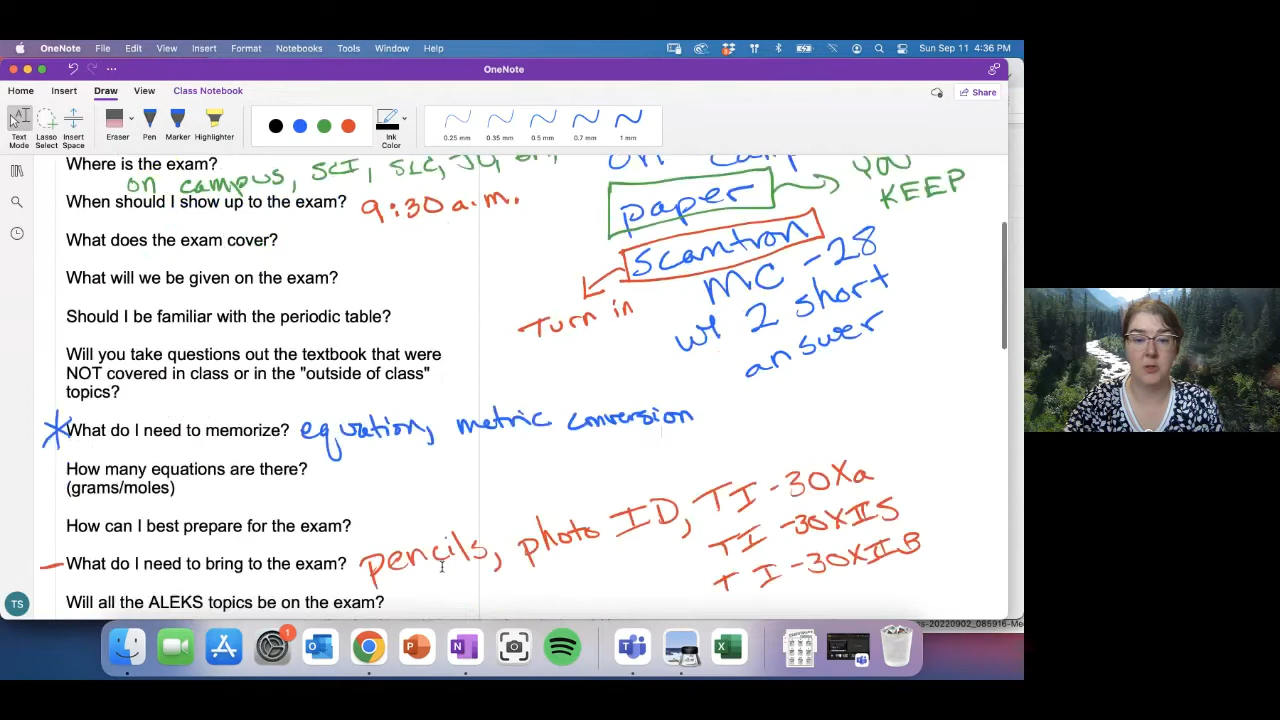 OneNote File Edit View Insert Format Notebooks Tools Window Help Sun Sep 11 4:36 PM
OneNote
Home Insert Draw View Class Notebook Share
Text Mode Lasso Select Insert Space Eraser Pen Marker Highlighter Ink Color 0.25 mm 0.35 mm 0.5 mm 0.7 mm 1 mm
Where is the exam?
on campus, SCI, SLC,
When should I show up to the exam? 9:30 a.m.
What does the exam cover?
What will we be given on the exam?
Should I be familiar with the periodic table?
Will you take questions out the textbook that were
NOT covered in class or in the "outside of class"
topics?
What do I need to memorize? equation, metric conversion
How many equations are there?
(grams/moles)
How can I best prepare for the exam?
What do I need to bring to the exam? pencils, photo ID, TI-30Xa
TI-30XIIS
TI-30XIIB
Will all the ALEKS topics be on the exam?
on camp
paper
YOU
KEEP
scantron
Turn in
MC -28
w/ 2 short
answer
TS
1